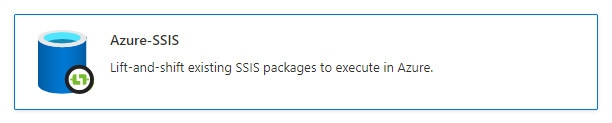 Azure-SSIS
Lift-and-shift existing SSIS packages to execute in Azure.